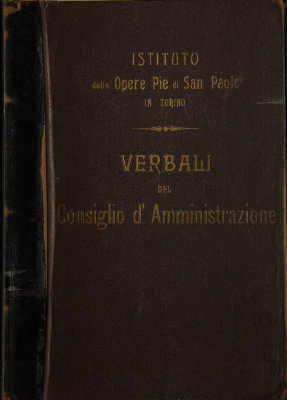 ISTITUTO
delle Opere Pie di San Paolo
IN TORINO
VERBALI
DEL
Consiglio d' Amministrazione